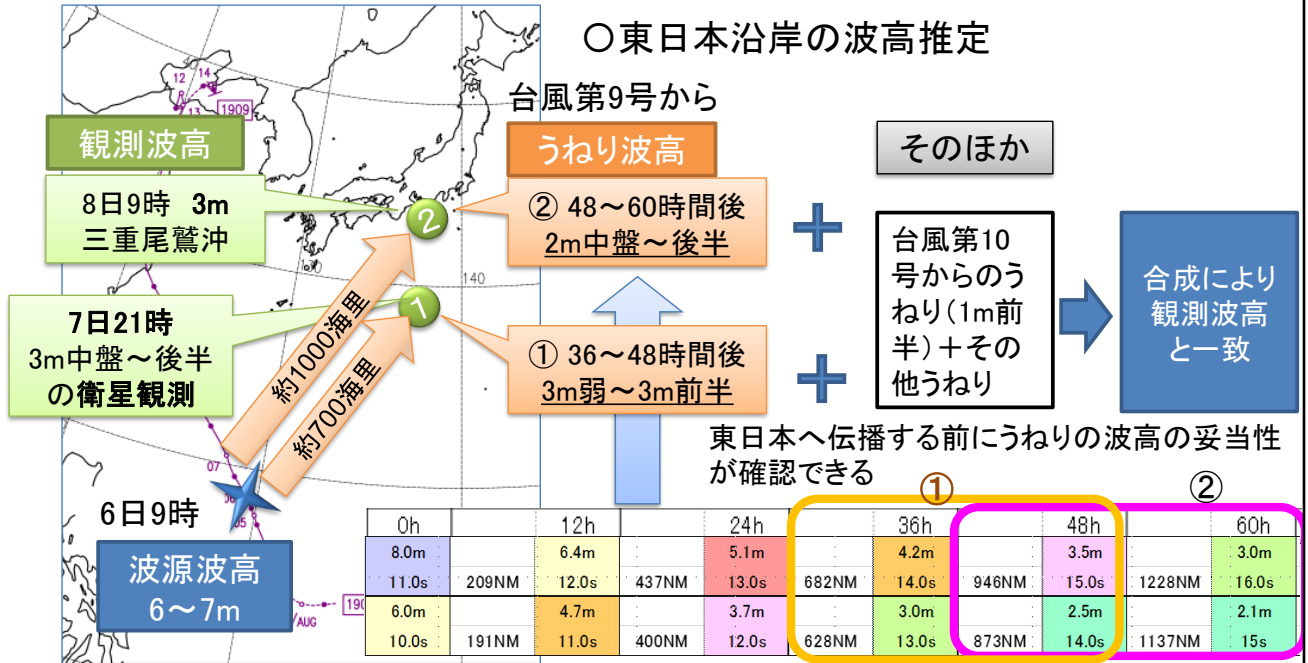 ○東日本沿岸の波高推定
台風第9号から
観測波高
うねり波高
そのほか
8日9時 3m
三重尾鷲沖
② 48～60時間後
2m中盤～後半
7日21時
3m中盤～後半
の衛星観測
① 36～48時間後
3m弱～3m前半
台風第10
号からのう
ねり(1m前
半)＋その
他うねり
合成により
観測波高
と一致
約1000海里
約700海里
2
1
12
14
13
1909
140
07
06
05
/AUG
東日本へ伝播する前にうねりの波高の妥当性
が確認できる
6日9時
波源波高
6～7m
① ②
0h 12h 24h 36h 48h 60h
8.0m 6.4m 5.1m 4.2m 3.5m 3.0m
11.0s 209NM 12.0s 437NM 13.0s 682NM 14.0s 946NM 15.0s 1228NM 16.0s
6.0m 4.7m 3.7m 3.0m 2.5m 2.1m
10.0s 191NM 11.0s 400NM 12.0s 628NM 13.0s 873NM 14.0s 1137NM 15s